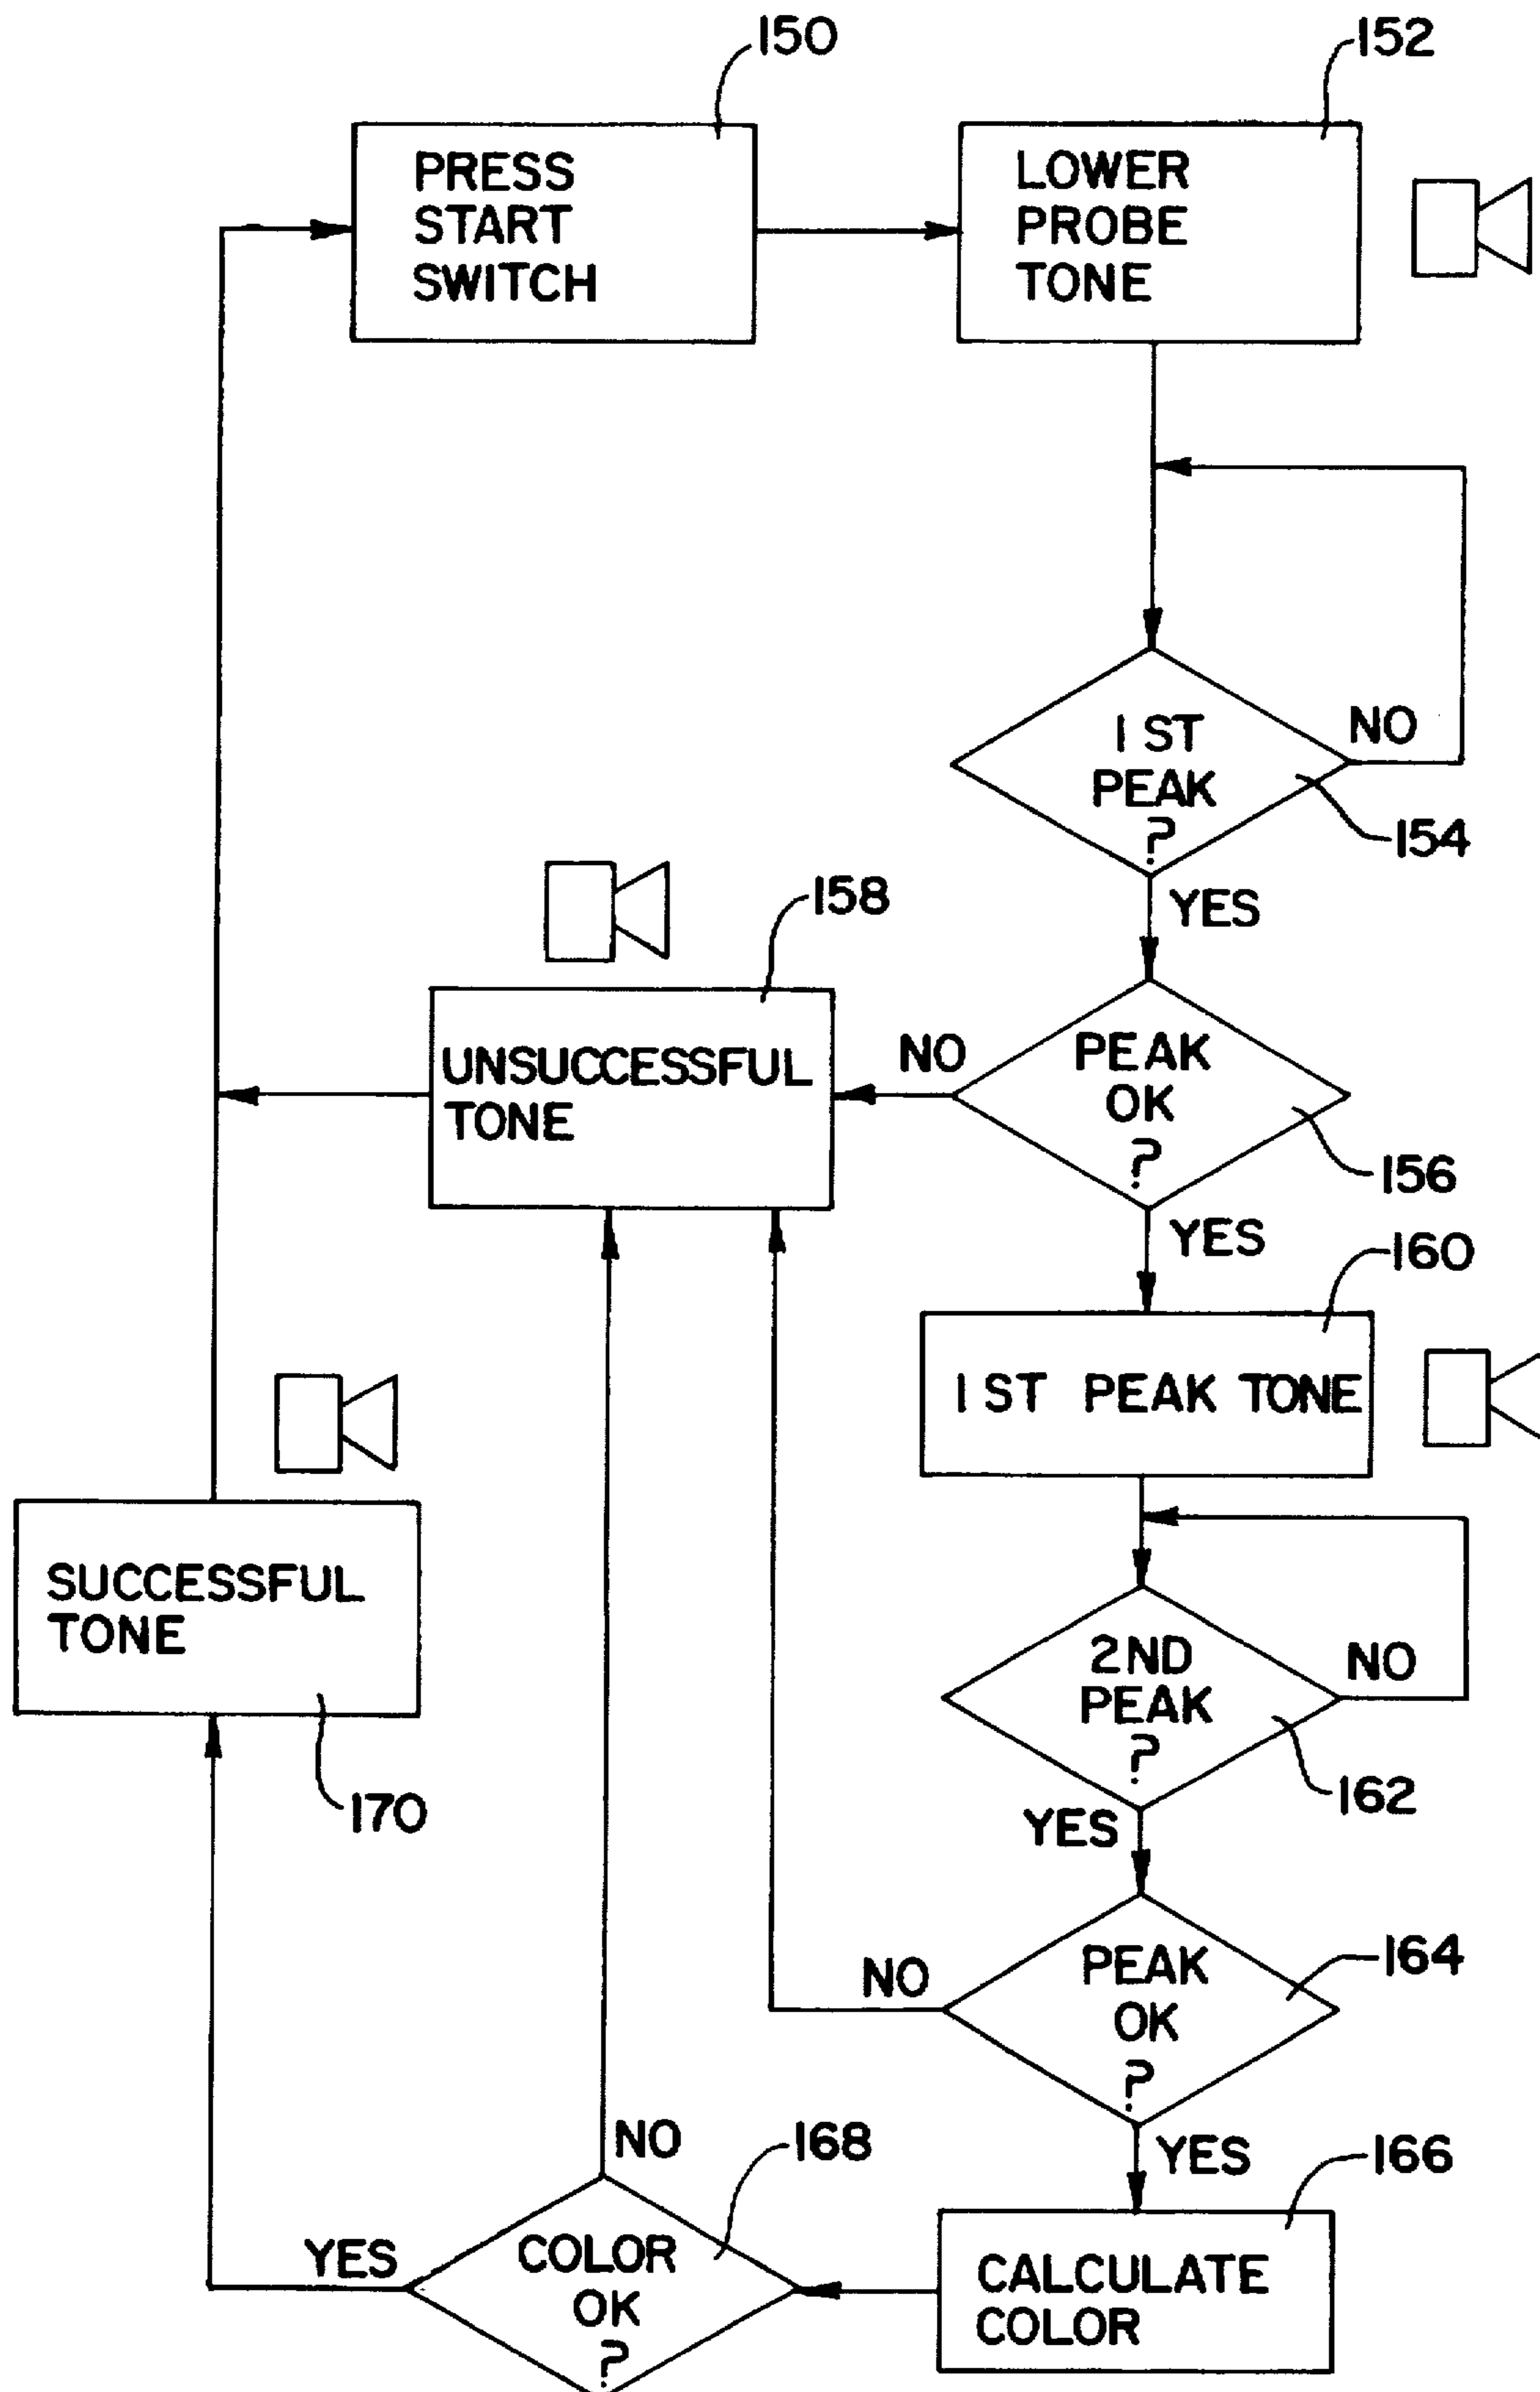 150
152
PRESS
START
SWITCH
LOWER
PROBE
TONE
1 ST
PEAK
?
NO
154
YES
158
UNSUCCESSFUL
TONE
NO
PEAK
OK
?
156
YES
160
1 ST PEAK TONE
SUCCESSFUL
TONE
170
2ND
PEAK
?
NO
162
YES
PEAK
OK
?
164
NO
YES
166
NO
168
YES
COLOR
OK
?
CALCULATE
COLOR